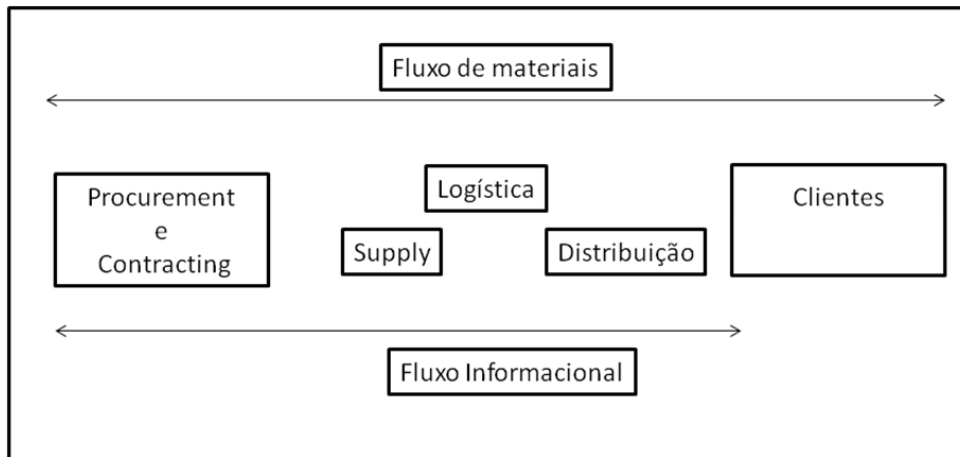 Fluxo de materiais
Procurement
e
Contracting
Logística
Supply
Distribuição
Clientes
Fluxo Informacional